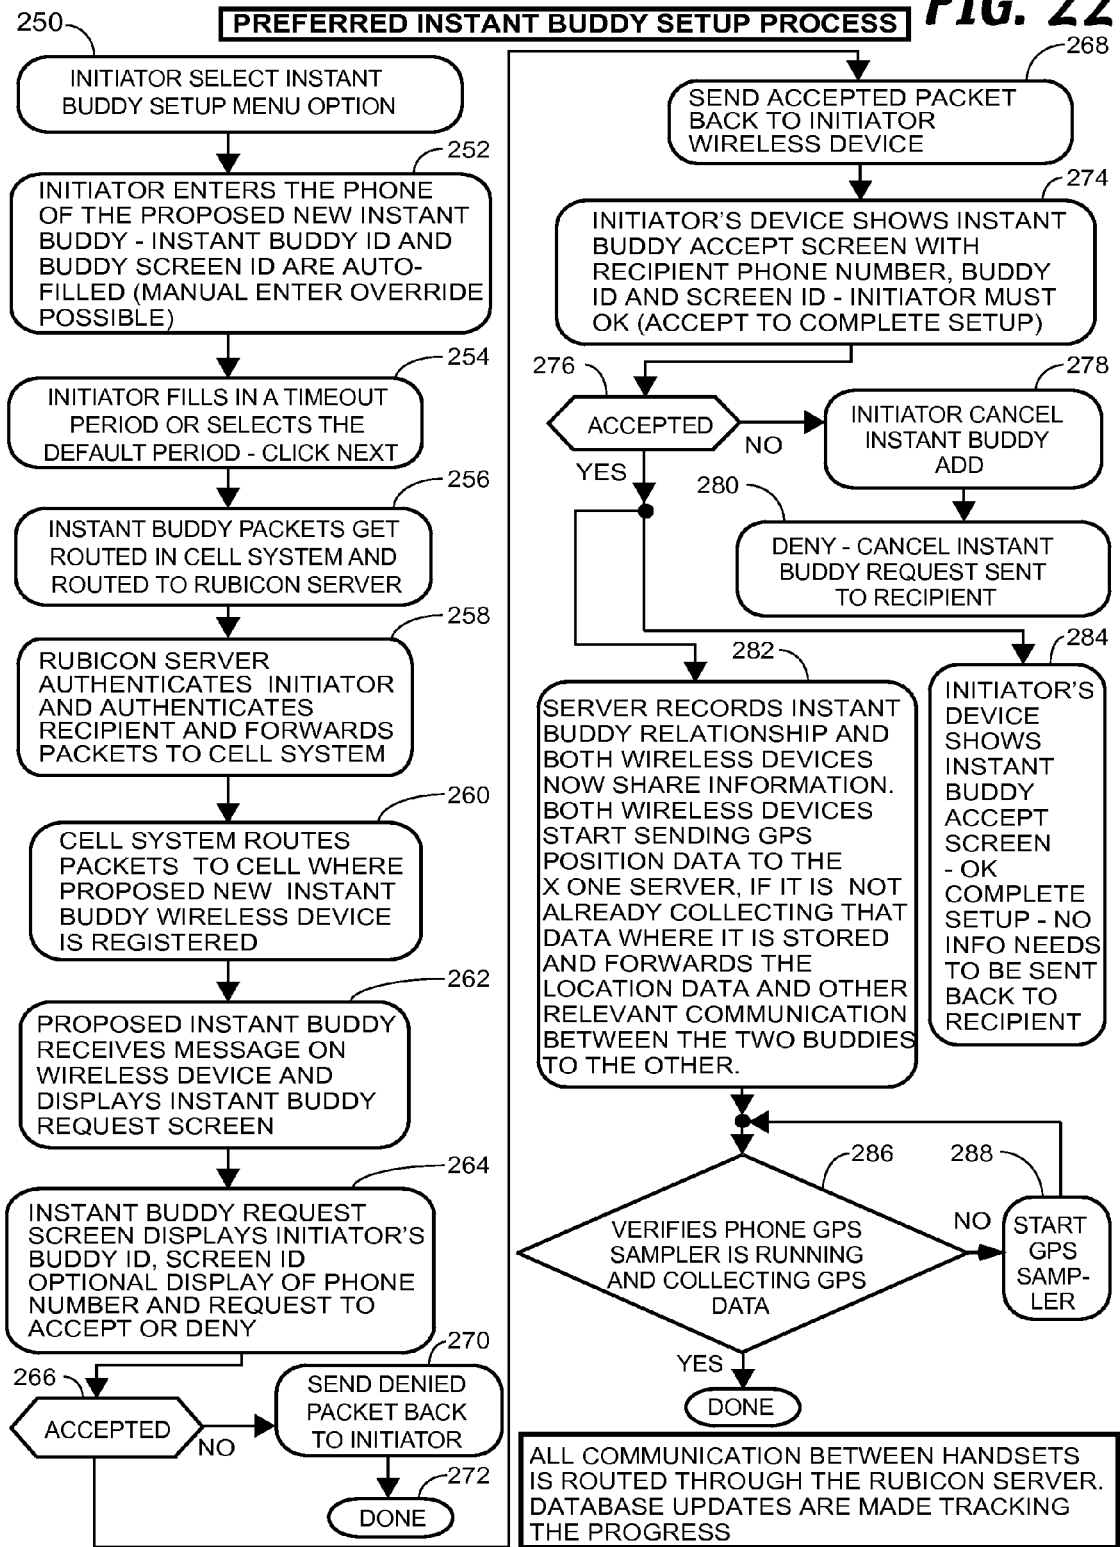 PREFERRED INSTANT BUDDY SETUP PROCESS
FIG. 22
250
INITIATOR SELECT INSTANT
BUDDY SETUP MENU OPTION
252
INITIATOR ENTERS THE PHONE
OF THE PROPOSED NEW INSTANT
BUDDY - INSTANT BUDDY ID AND
BUDDY SCREEN ID ARE AUTO-
FILLED (MANUAL ENTER OVERRIDE
POSSIBLE)
254
INITIATOR FILLS IN A TIMEOUT
PERIOD OR SELECTS THE
DEFAULT PERIOD - CLICK NEXT
256
INSTANT BUDDY PACKETS GET
ROUTED IN CELL SYSTEM AND
ROUTED TO RUBICON SERVER
258
RUBICON SERVER
AUTHENTICATES INITIATOR
AND AUTHENTICATES
RECIPIENT AND FORWARDS
PACKETS TO CELL SYSTEM
260
CELL SYSTEM ROUTES
PACKETS TO CELL WHERE
PROPOSED NEW INSTANT
BUDDY WIRELESS DEVICE
IS REGISTERED
262
PROPOSED INSTANT BUDDY
RECEIVES MESSAGE ON
WIRELESS DEVICE AND
DISPLAYS INSTANT BUDDY
REQUEST SCREEN
264
INSTANT BUDDY REQUEST
SCREEN DISPLAYS INITIATOR'S
BUDDY ID, SCREEN ID
OPTIONAL DISPLAY OF PHONE
NUMBER AND REQUEST TO
ACCEPT OR DENY
266
ACCEPTED
NO
270
SEND DENIED
PACKET BACK
TO INITIATOR
272
DONE
268
SEND ACCEPTED PACKET
BACK TO INITIATOR
WIRELESS DEVICE
274
INITIATOR'S DEVICE SHOWS INSTANT
BUDDY ACCEPT SCREEN WITH
RECIPIENT PHONE NUMBER, BUDDY
ID AND SCREEN ID - INITIATOR MUST
OK (ACCEPT TO COMPLETE SETUP)
276
ACCEPTED
NO
YES
278
INITIATOR CANCEL
INSTANT BUDDY
ADD
280
DENY - CANCEL INSTANT
BUDDY REQUEST SENT
TO RECIPIENT
282
SERVER RECORDS INSTANT
BUDDY RELATIONSHIP AND
BOTH WIRELESS DEVICES
NOW SHARE INFORMATION.
BOTH WIRELESS DEVICES
START SENDING GPS
POSITION DATA TO THE
X ONE SERVER, IF IT IS NOT
ALREADY COLLECTING THAT
DATA WHERE IT IS STORED
AND FORWARDS THE
LOCATION DATA AND OTHER
RELEVANT COMMUNICATION
BETWEEN THE TWO BUDDIES
TO THE OTHER.
284
INITIATOR'S
DEVICE
SHOWS
INSTANT
BUDDY
ACCEPT
SCREEN
- OK
COMPLETE
SETUP - NO
INFO NEEDS
TO BE SENT
BACK TO
RECIPIENT
286
VERIFIES PHONE GPS
SAMPLER IS RUNNING
AND COLLECTING GPS
DATA
NO
288
START
GPS
SAMP-
LER
YES
DONE
ALL COMMUNICATION BETWEEN HANDSETS
IS ROUTED THROUGH THE RUBICON SERVER.
DATABASE UPDATES ARE MADE TRACKING
THE PROGRESS